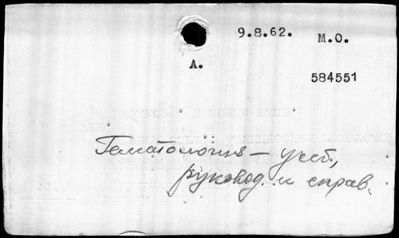 9.8.62. М.О.
А.
584551
Гематология – учеб.,
руковод. и справ.